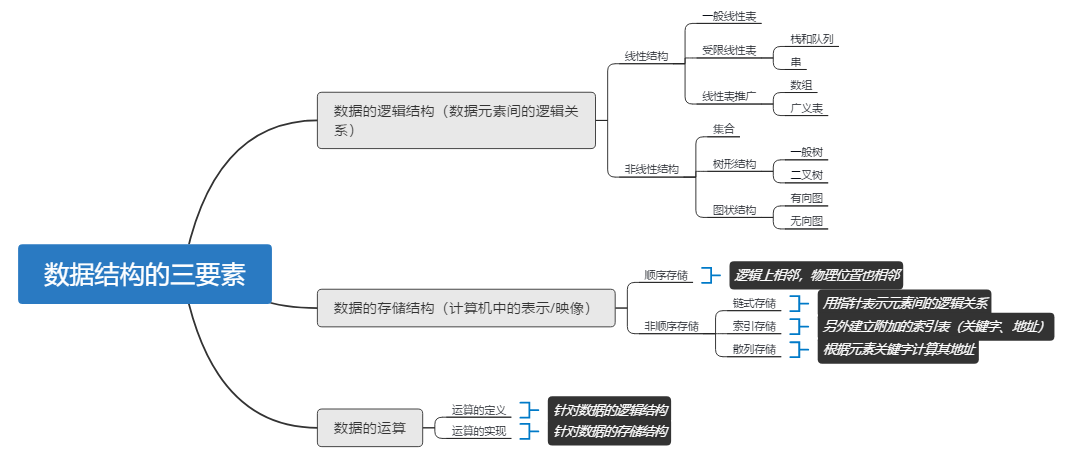 数据结构的三要素
数据的逻辑结构（数据元素间的逻辑关
系）
线性结构
一般线性表
受限线性表
栈和队列
串
线性表推广
数组
广义表
非线性结构
集合
树形结构
一般树
二叉树
图状结构
有向图
无向图
数据的存储结构（计算机中的表示/映像）
顺序存储
逻辑上相邻，物理位置也相邻
非顺序存储
链式存储
用指针表示元素间的逻辑关系
索引存储
另外建立附加的索引表（关键字、地址）
散列存储
根据元素关键字计算其地址
数据的运算
运算的定义
针对数据的逻辑结构
运算的实现
针对数据的存储结构